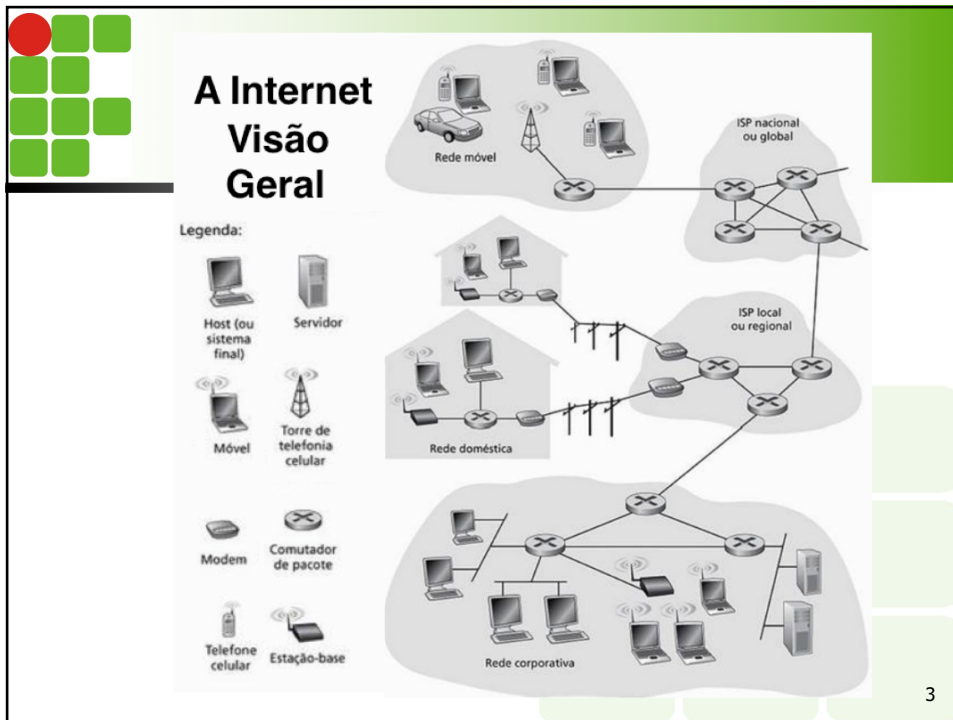 A Internet
Visão
Geral
Rede móvel
ISP nacional
ou global
Legenda:
Host (ou
sistema
final)
Servidor
Móvel
Torre de
telefonia
celular
Modem
Comutador
de pacote
Telefone
celular
Estação-base
ISP local
ou regional
Rede doméstica
Rede corporativa
3